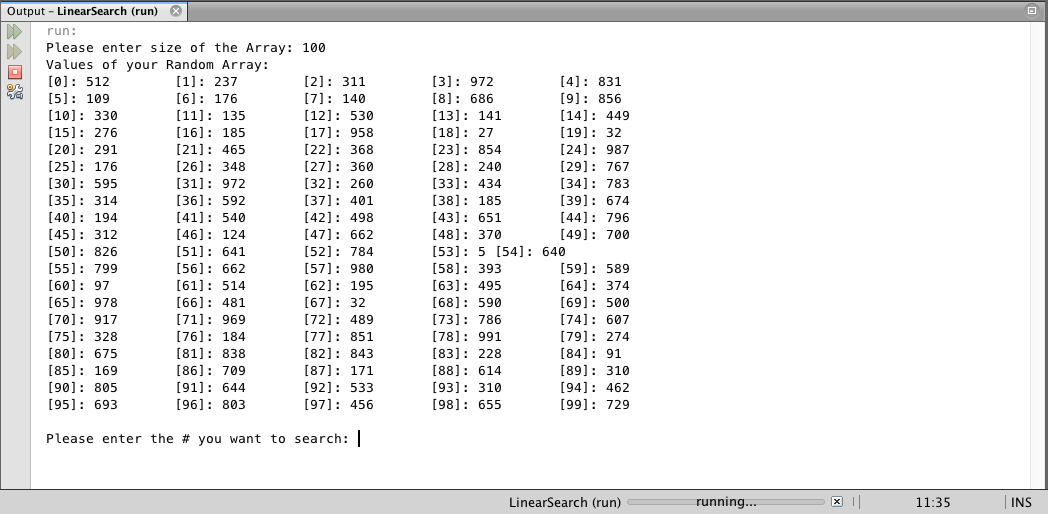 Output – LinearSearch (run)
run:
Please enter size of the Array: 100
Values of your Random Array:
[0]: 512 [1]: 237 [2]: 311 [3]: 972 [4]: 831
[5]: 109 [6]: 176 [7]: 140 [8]: 686 [9]: 856
[10]: 330 [11]: 135 [12]: 530 [13]: 141 [14]: 449
[15]: 276 [16]: 185 [17]: 958 [18]: 27 [19]: 32
[20]: 291 [21]: 465 [22]: 368 [23]: 854 [24]: 987
[25]: 176 [26]: 348 [27]: 360 [28]: 240 [29]: 767
[30]: 595 [31]: 972 [32]: 260 [33]: 434 [34]: 783
[35]: 314 [36]: 592 [37]: 401 [38]: 185 [39]: 674
[40]: 194 [41]: 540 [42]: 498 [43]: 651 [44]: 796
[45]: 312 [46]: 124 [47]: 662 [48]: 370 [49]: 700
[50]: 826 [51]: 641 [52]: 784 [53]: 5 [54]: 640
[55]: 799 [56]: 662 [57]: 980 [58]: 393 [59]: 589
[60]: 97 [61]: 514 [62]: 195 [63]: 495 [64]: 374
[65]: 978 [66]: 481 [67]: 32 [68]: 590 [69]: 500
[70]: 917 [71]: 969 [72]: 489 [73]: 786 [74]: 607
[75]: 328 [76]: 184 [77]: 851 [78]: 991 [79]: 274
[80]: 675 [81]: 838 [82]: 843 [83]: 228 [84]: 91
[85]: 169 [86]: 709 [87]: 171 [88]: 614 [89]: 310
[90]: 805 [91]: 644 [92]: 533 [93]: 310 [94]: 462
[95]: 693 [96]: 803 [97]: 456 [98]: 655 [99]: 729
Please enter the # you want to search:
LinearSearch (run) running... 11:35 INS